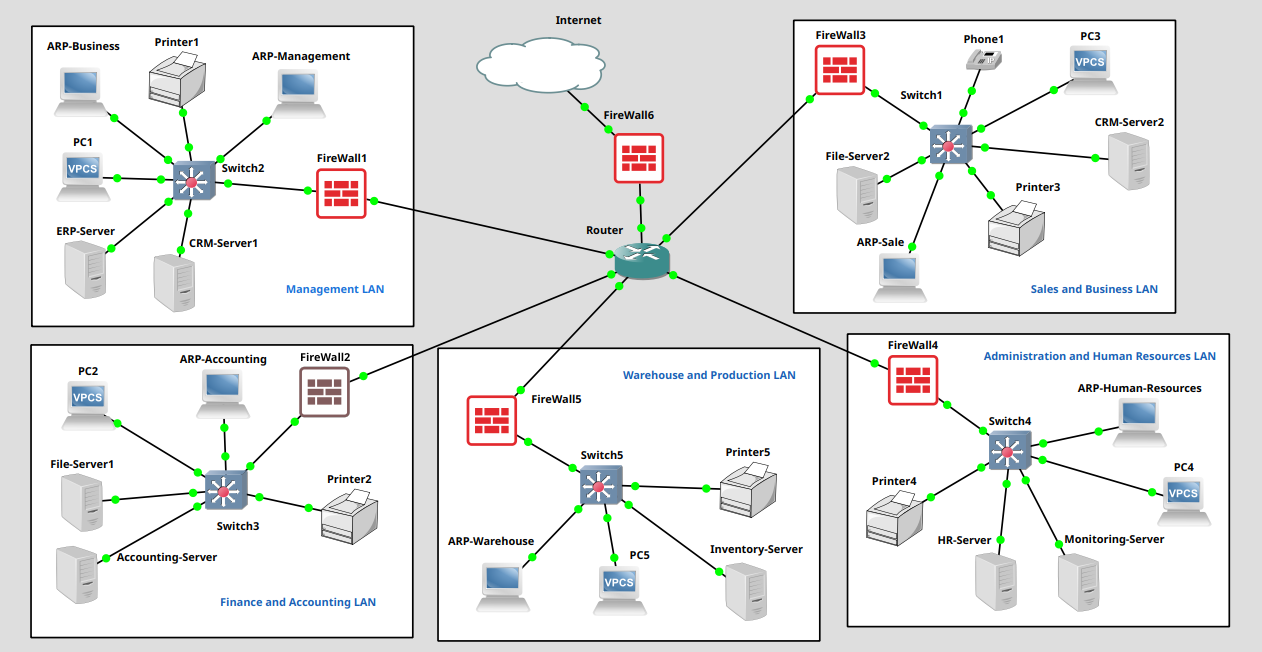 Internet
FireWall6
Router
ARP-Business
Printer1
ARP-Management
PC1
VPCS
Switch2
FireWall1
ERP-Server
CRM-Server1
Management LAN
FireWall3
Phone1
PC3
VPCS
Switch1
CRM-Server2
File-Server2
Printer3
ARP-Sale
Sales and Business LAN
PC2
VPCS
ARP-Accounting
FireWall2
File-Server1
Printer2
Switch3
Accounting-Server
Finance and Accounting LAN
Warehouse and Production LAN
FireWall5
Switch5
Printer5
ARP-Warehouse
PC5
VPCS
Inventory-Server
FireWall4
Administration and Human Resources LAN
ARP-Human-Resources
Switch4
PC4
VPCS
Printer4
HR-Server
Monitoring-Server